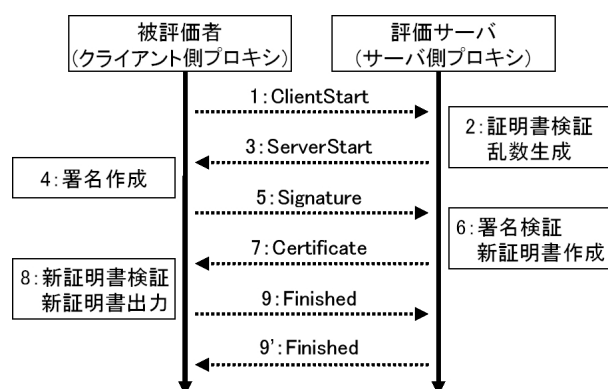 被評価者
(クライアント側プロキシ)
評価サーバ
(サーバ側プロキシ)
1:ClientStart
2:証明書検証
乱数生成
3:ServerStart
4:署名作成
5:Signature
6:署名検証
新証明書作成
7:Certificate
8:新証明書検証
新証明書出力
9:Finished
9':Finished